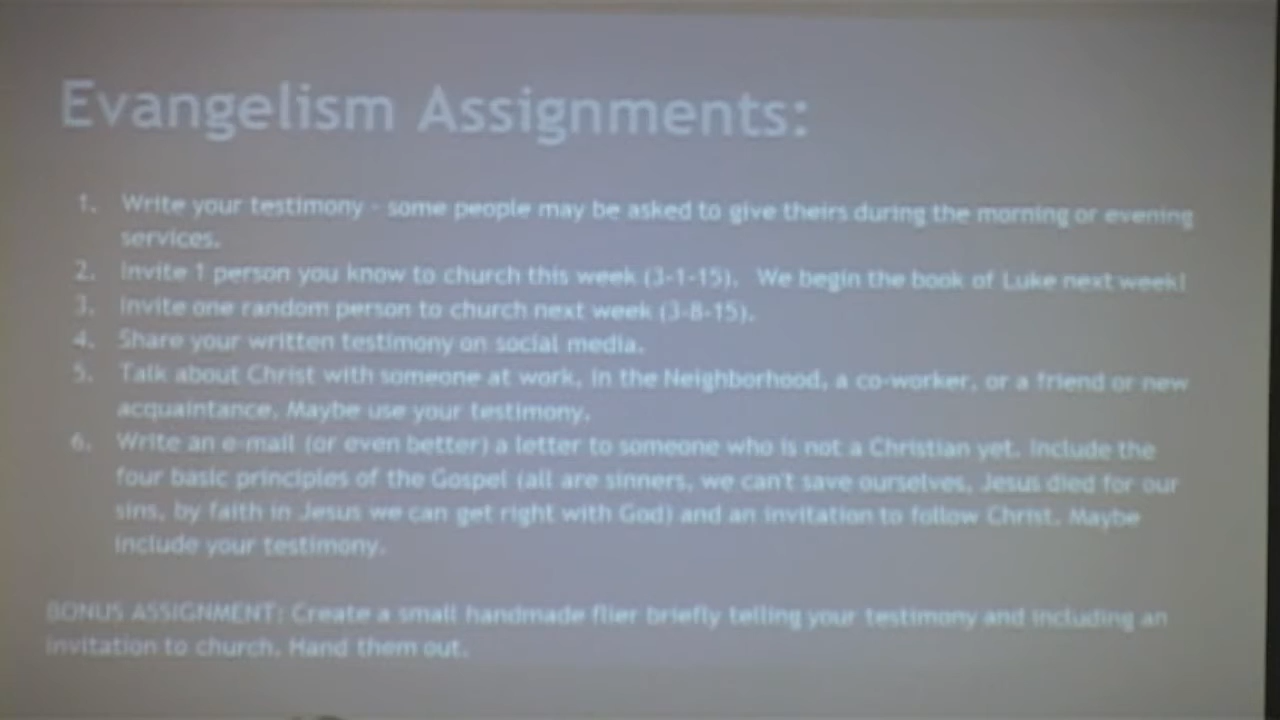 Evangelism Assignments:
1. Write your testimony - some people may be asked to give theirs during the morning or evening
services.
2. Invite 1 person you know to church this week (3-1-15). We begin the book of Luke next week!
3. Invite one random person to church next week (3-8-15).
4. Share your written testimony on social media.
5. Talk about Christ with someone at work, in the Neighborhood, a co-worker, or a friend or new
acquaintance. Maybe use your testimony.
6. Write an e-mail (or even better) a letter to someone who is not a Christian yet. Include the
four basic principles of the Gospel (all are sinners, we can't save ourselves, Jesus died for our
sins, by faith in Jesus we can get right with God) and an invitation to follow Christ. Maybe
include your testimony.
BONUS ASSIGNMENT: Create a small handmade flier briefly telling your testimony and including an
invitation to church. Hand them out.